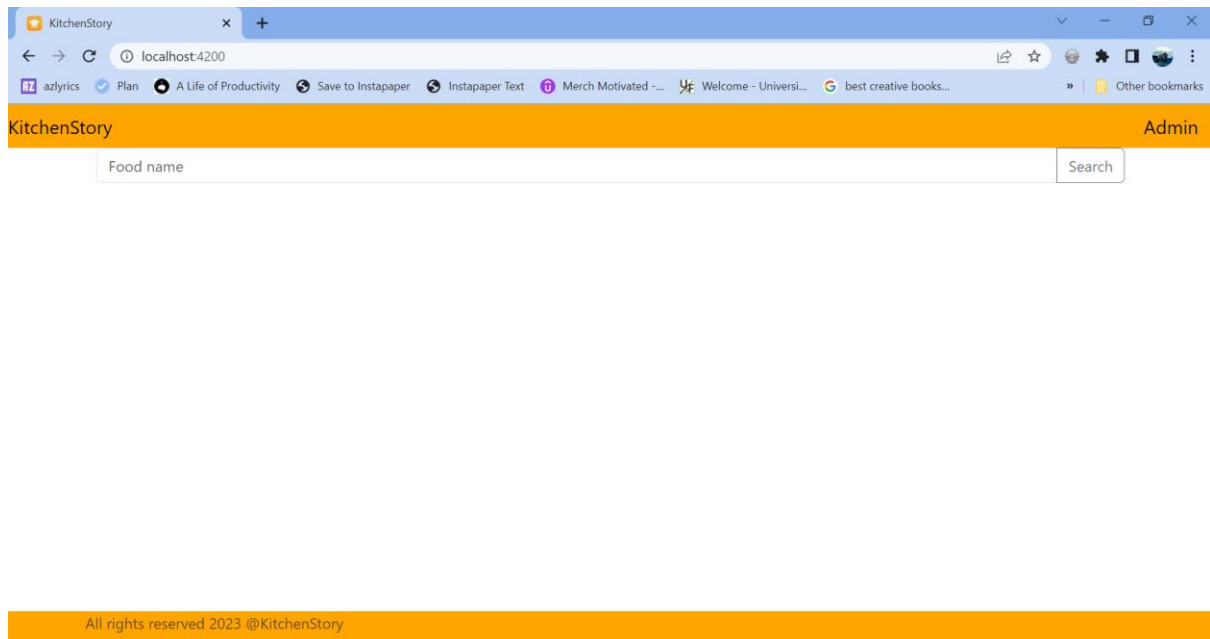 KitchenStory
localhost:4200
azlyrics Plan A Life of Productivity Save to Instapaper Instapaper Text Merch Motivated -... Welcome - Universi... best creative books... » Other bookmarks
KitchenStory Admin
Food name Search
All rights reserved 2023 @KitchenStory